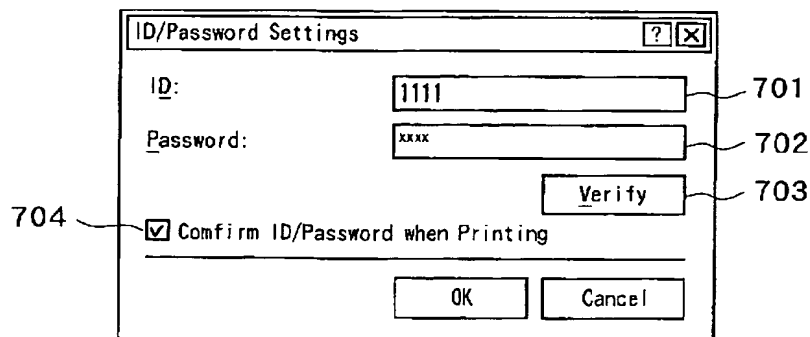 ID/Password Settings ? X
ID: 1111 701
Password: xxxx 702
Verify 703
704 Comfirm ID/Password when Printing
OK Cancel